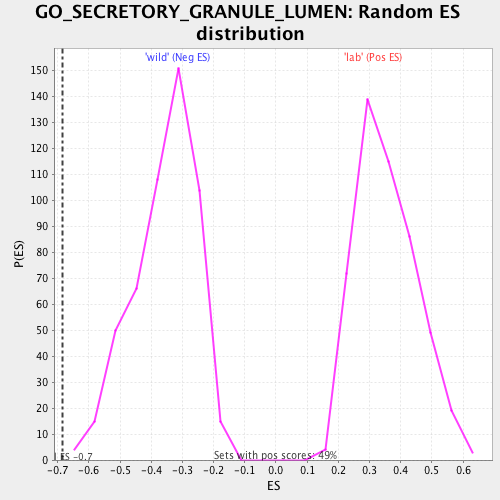 GO_SECRETORY_GRANULE_LUMEN: Random ES
distribution
'wild' (Neg ES)
'lab' (Pos ES)
150
140
130
120
110
100
90
80
70
60
50
40
30
20
10
0
P(ES)
ES -0.7
Sets with pos scores: 49%
-0.7 -0.6 -0.5 -0.4 -0.3 -0.2 -0.1 0.0 0.1 0.2 0.3 0.4 0.5 0.6
ES